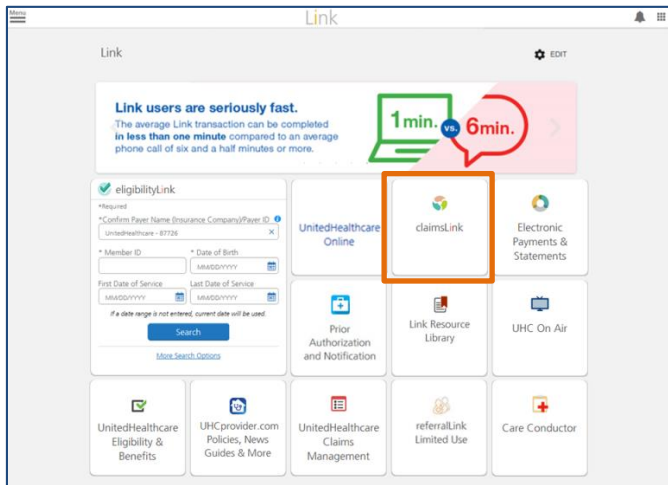 Menu
Link
Link
EDIT
Link users are seriously fast.
The average Link transaction can be completed
in less than one minute compared to an average
phone call of six and a half minutes or more.
1 min.
vs.
6 min.
eligibilityLink
*Required
*Confirm Payer Name (Insurance Company)/Payer ID
UnitedHealthcare - 87726
* Member ID
* Date of Birth
MM/DD/YYYY
First Date of Service
Last Date of Service
MM/DD/YYYY
MM/DD/YYYY
If a date range is not entered, current date will be used.
Search
More Search Options
UnitedHealthcare
Online
claimsLink
Electronic
Payments &
Statements
Prior
Authorization
and Notification
Link Resource
Library
UHC On Air
UnitedHealthcare
Eligibility &
Benefits
UHCprovider.com
Policies, News
Guides & More
UnitedHealthcare
Claims
Management
referralLink
Limited Use
Care Conductor